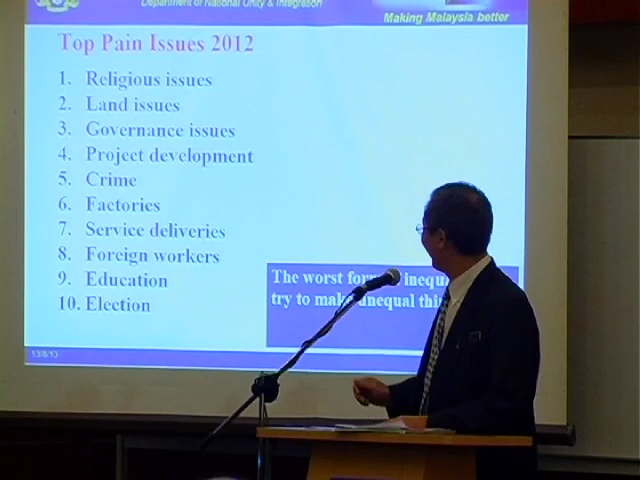 Department of National Unity & Integration
Making Malaysia better
Top Pain Issues 2012
1. Religious issues
2. Land issues
3. Governance issues
4. Project development
5. Crime
6. Factories
7. Service deliveries
8. Foreign workers
9. Education
10. Election
The worst form
try to make unequal
13/8/13